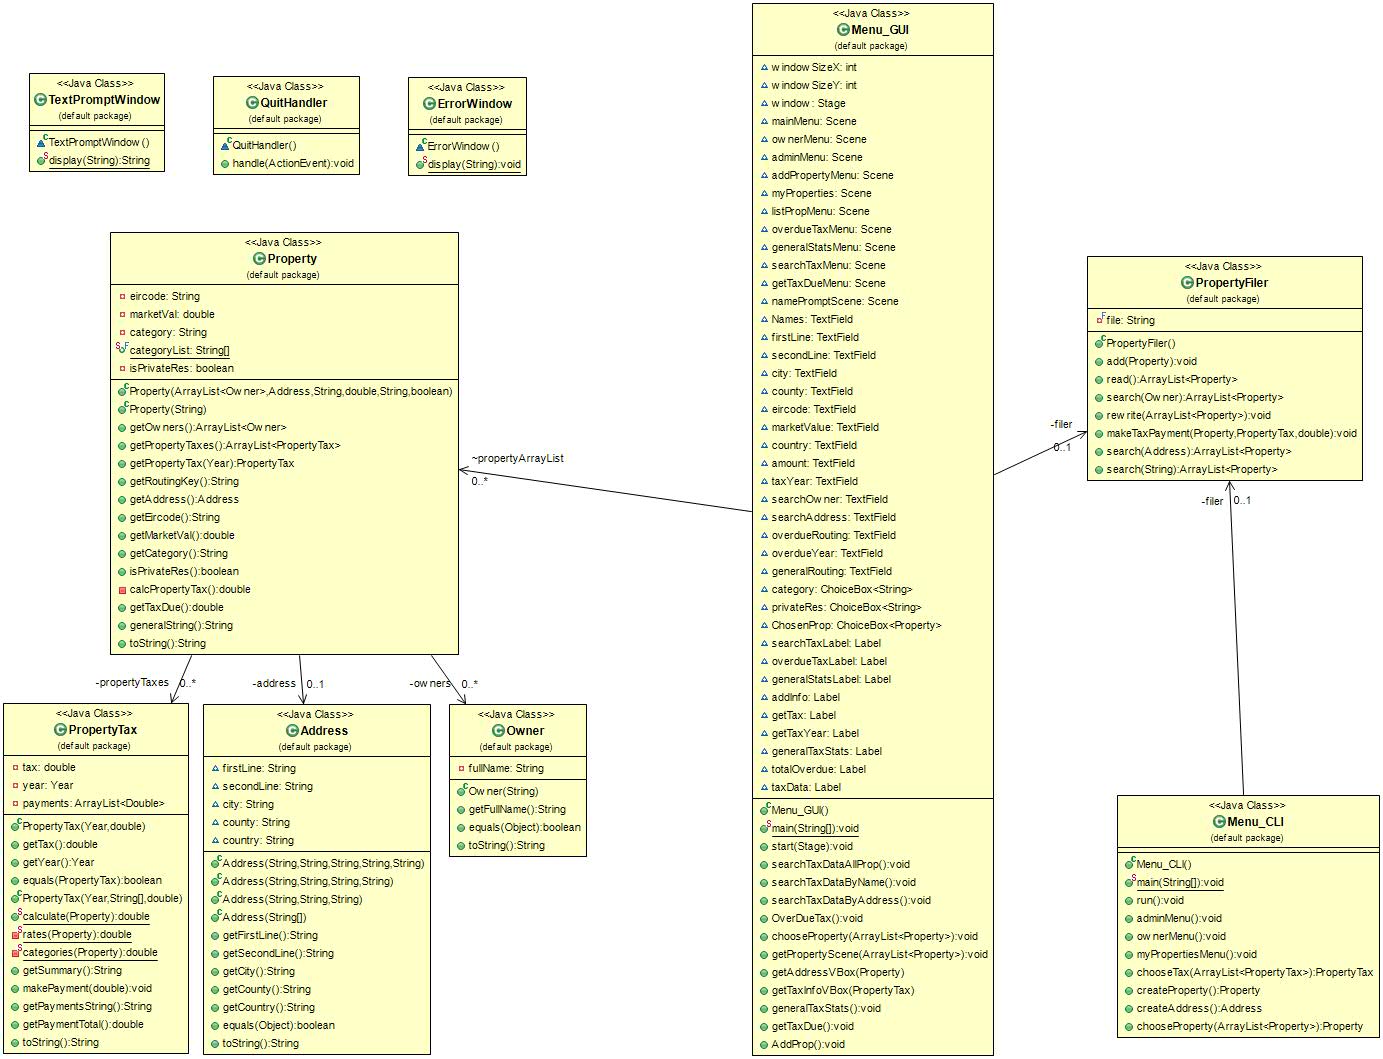 <<Java Class>>
TextPromptWindow
(default package)
TextPromptWindow()
display(String):String
<<Java Class>>
QuitHandler
(default package)
QuitHandler()
handle(ActionEvent):void
<<Java Class>>
ErrorWindow
(default package)
ErrorWindow()
display(String):void
<<Java Class>>
Property
(default package)
eircode: String
marketVal: double
category: String
categoryList: String[]
isPrivateRes: boolean
Property(ArrayList<Owner>,Address,String,double,String,boolean)
Property(String)
getOwners():ArrayList<Owner>
getPropertyTaxes():ArrayList<PropertyTax>
getPropertyTax(Year):PropertyTax
getRoutingKey():String
getAddress():Address
getEircode():String
getMarketVal():double
getCategory():String
isPrivateRes():boolean
calcPropertyTax():double
getTaxDue():double
generalString():String
toString():String
-propertyTaxes 0..*
-address 0..1
-owners 0..*
<<Java Class>>
PropertyTax
(default package)
tax: double
year: Year
payments: ArrayList<Double>
PropertyTax(Year,double)
getTax():double
getYear():Year
equals(PropertyTax):boolean
PropertyTax(Year,String[],double)
calculate(Property):double
rates(Property):double
categories(Property):double
getSummary():String
makePayment(double):void
getPaymentsString():String
getPaymentTotal():double
toString():String
<<Java Class>>
Address
(default package)
firstLine: String
secondLine: String
city: String
county: String
country: String
Address(String,String,String,String,String)
Address(String,String,String,String)
Address(String,String,String)
Address(String[])
getFirstLine():String
getSecondLine():String
getCity():String
getCounty():String
getCountry():String
equals(Object):boolean
toString():String
<<Java Class>>
Owner
(default package)
fullName: String
Owner(String)
getFullName():String
equals(Object):boolean
toString():String
~propertyArrayList
0..*
<<Java Class>>
Menu_GUI
(default package)
windowSizeX: int
windowSizeY: int
window: Stage
mainMenu: Scene
ownerMenu: Scene
adminMenu: Scene
addPropertyMenu: Scene
myProperties: Scene
listPropMenu: Scene
overdueTaxMenu: Scene
generalStatsMenu: Scene
searchTaxMenu: Scene
getTaxDueMenu: Scene
namePromptScene: Scene
Names: TextField
firstLine: TextField
secondLine: TextField
city: TextField
county: TextField
eircode: TextField
marketValue: TextField
country: TextField
amount: TextField
taxYear: TextField
searchOwner: TextField
searchAddress: TextField
overdueRouting: TextField
overdueYear: TextField
generalRouting: TextField
category: ChoiceBox<String>
privateRes: ChoiceBox<String>
ChosenProp: ChoiceBox<Property>
searchTaxLabel: Label
overdueTaxLabel: Label
generalStatsLabel: Label
addInfo: Label
getTax: Label
getTaxYear: Label
generalTaxStats: Label
totalOverdue: Label
taxData: Label
Menu_GUI()
main(String[]):void
start(Stage):void
searchTaxDataAllProp():void
searchTaxDataByName():void
searchTaxDataByAddress():void
OverDueTax():void
chooseProperty(ArrayList<Property>):void
getPropertyScene(ArrayList<Property>):void
getAddressVBox(Property)
getTaxInfoVBox(PropertyTax)
generalTaxStats():void
getTaxDue():void
AddProp():void
-filer
0..1
<<Java Class>>
PropertyFiler
(default package)
file: String
PropertyFiler()
add(Property):void
read():ArrayList<Property>
search(Owner):ArrayList<Property>
rewrite(ArrayList<Property>):void
makeTaxPayment(Property,PropertyTax,double):void
search(Address):ArrayList<Property>
search(String):ArrayList<Property>
-filer 0..1
<<Java Class>>
Menu_CLI
(default package)
Menu_CLI()
main(String[]):void
run():void
adminMenu():void
ownerMenu():void
myPropertiesMenu():void
chooseTax(ArrayList<PropertyTax>):PropertyTax
createProperty():Property
createAddress():Address
chooseProperty(ArrayList<Property>):Property